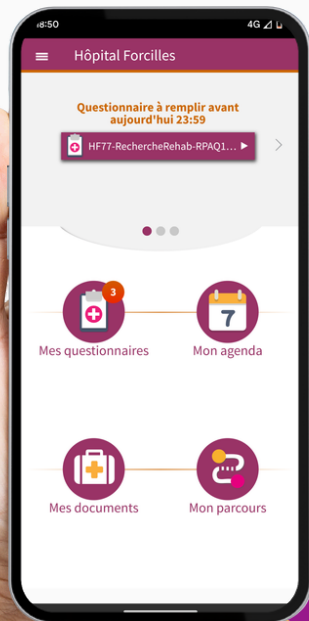 18:50 4G
Hôpital Forcilles
Questionnaire à remplir avant
aujourd'hui 23:59
HF77-RechercheRehab-RPAQ1...
3
7
Mes questionnaires
Mon agenda
Mes documents
Mon parcours